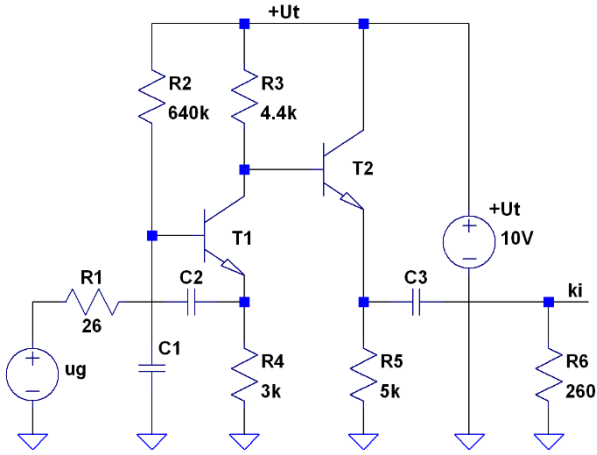 +Ut
R2
640k
R3
4.4k
T2
T1
+Ut
10V
R1
26
C2
C3
ki
C1
ug
R4
3k
R5
5k
R6
260